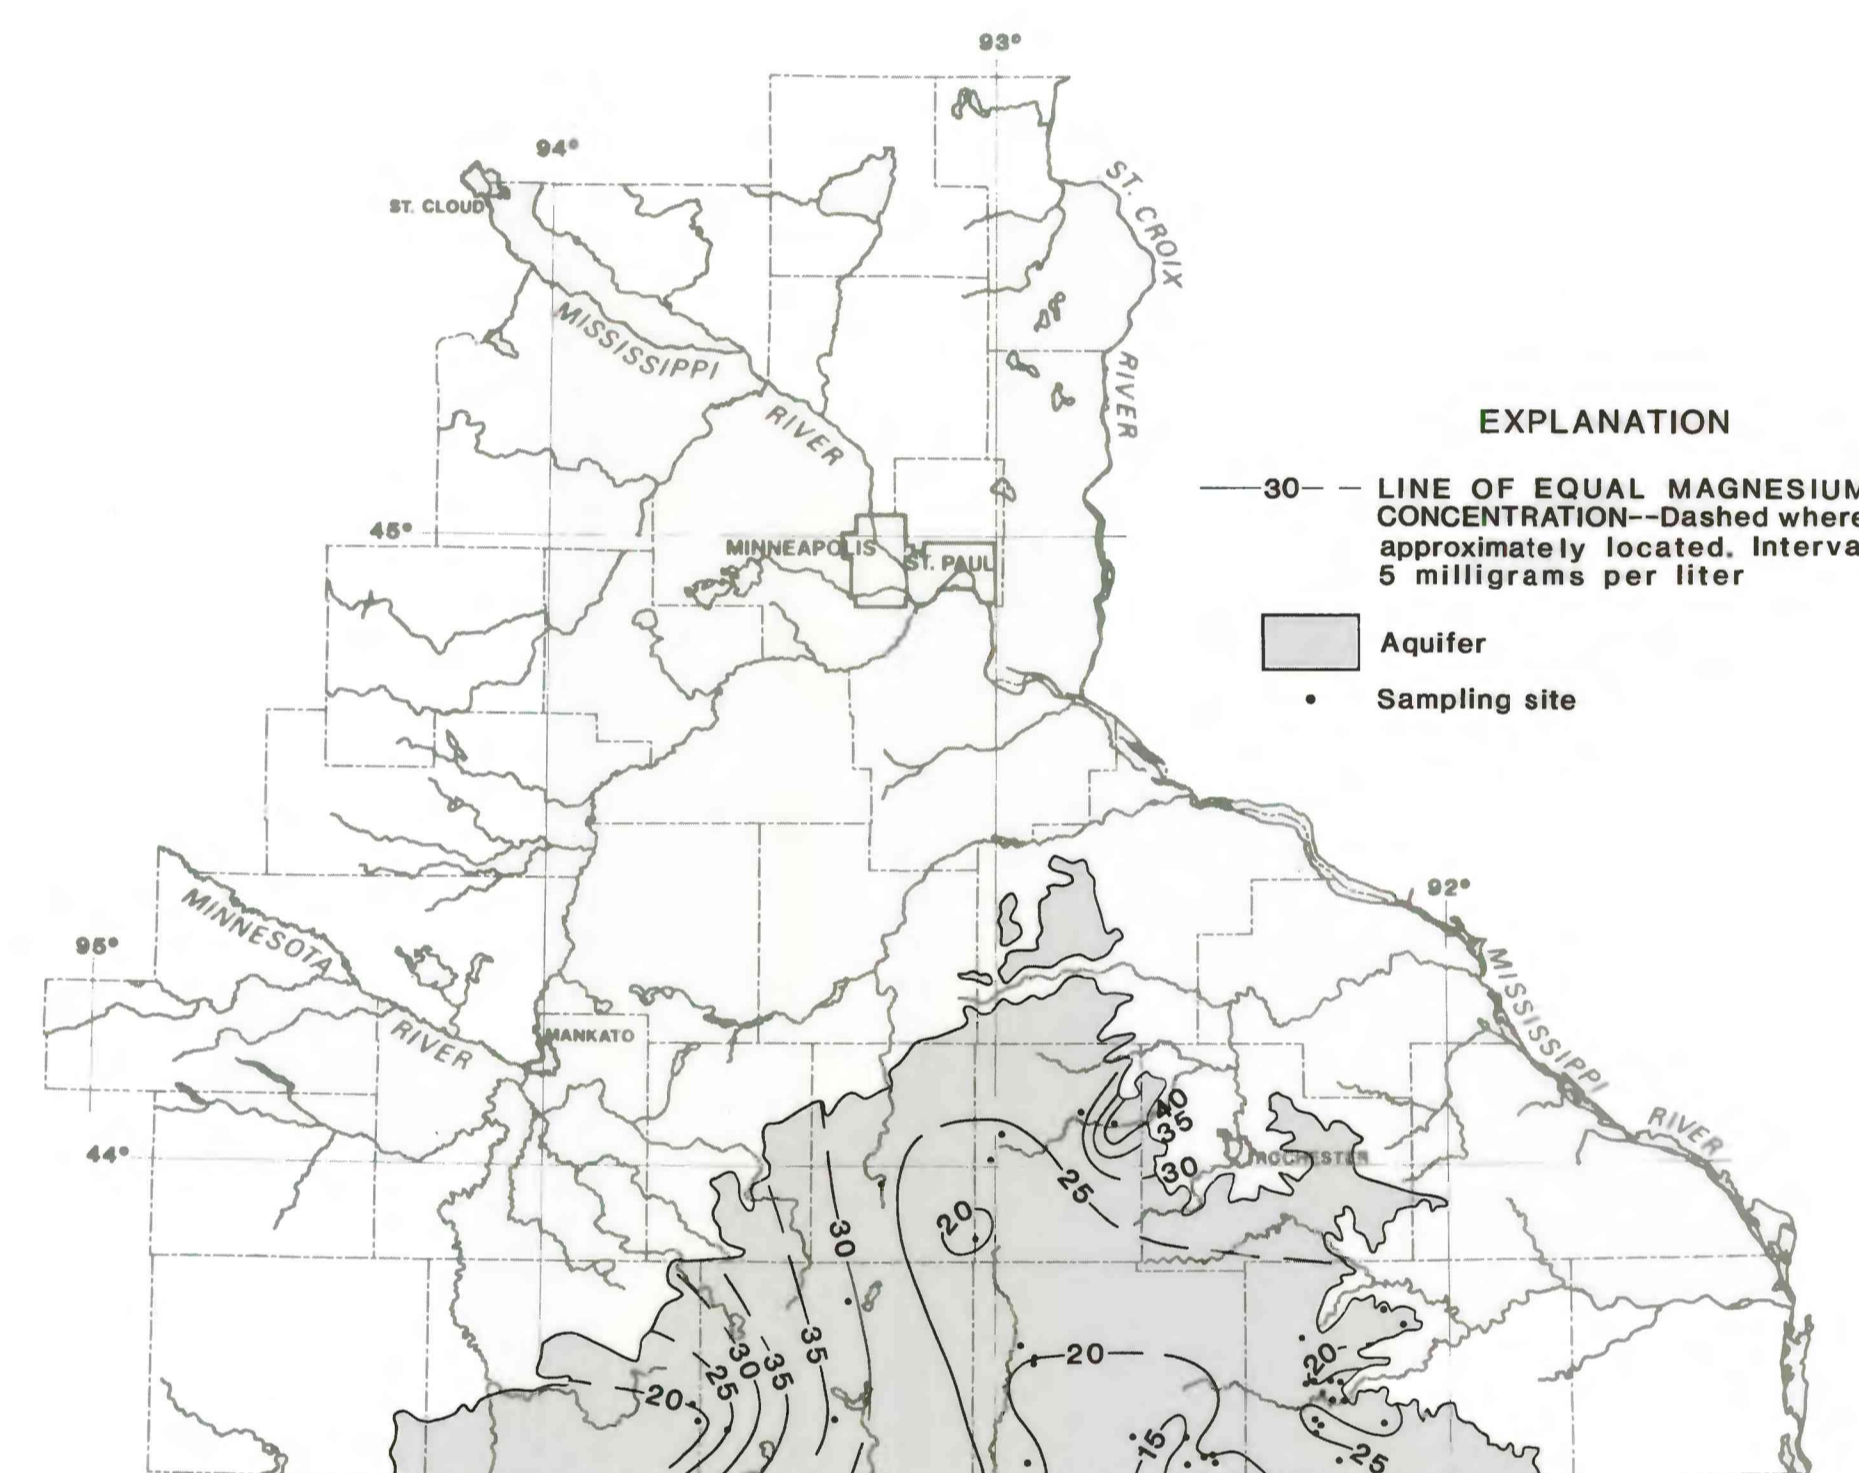 93°
94°
ST. CLOUD
ST. CROIX
RIVER
MISSISSIPPI
RIVER
EXPLANATION
30
LINE OF EQUAL MAGNESIUM
CONCENTRATION--Dashed where
approximately located. Interva
5 milligrams per liter
45°
MINNEAPOLIS
ST. PAUL
Aquifer
Sampling site
92°
MINNESOTA
RIVER
95°
MISSISSIPPI
RIVER
MANKATO
40
35
30
44°
ROCHESTER
25
20
30
35
35
30
25
20
20
20
15
25